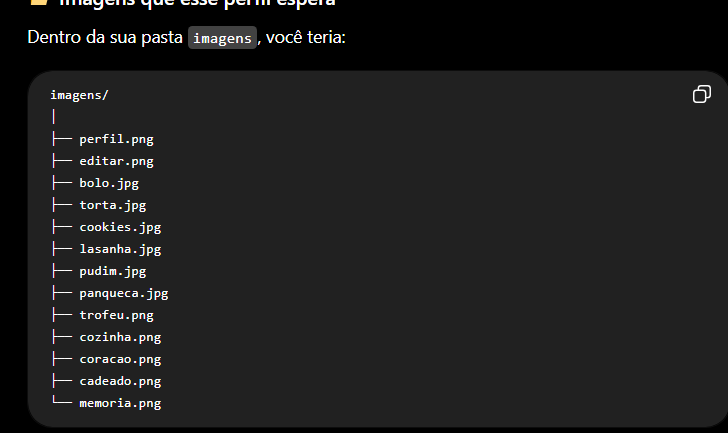 imagens que esse perfil espera
Dentro da sua pasta imagens, você teria:
imagens/
│
├── perfil.png
├── editar.png
├── bolo.jpg
├── torta.jpg
├── cookies.jpg
├── lasanha.jpg
├── pudim.jpg
├── panqueca.jpg
├── trofeu.png
├── cozinha.png
├── coracao.png
├── cadeado.png
└── memoria.png